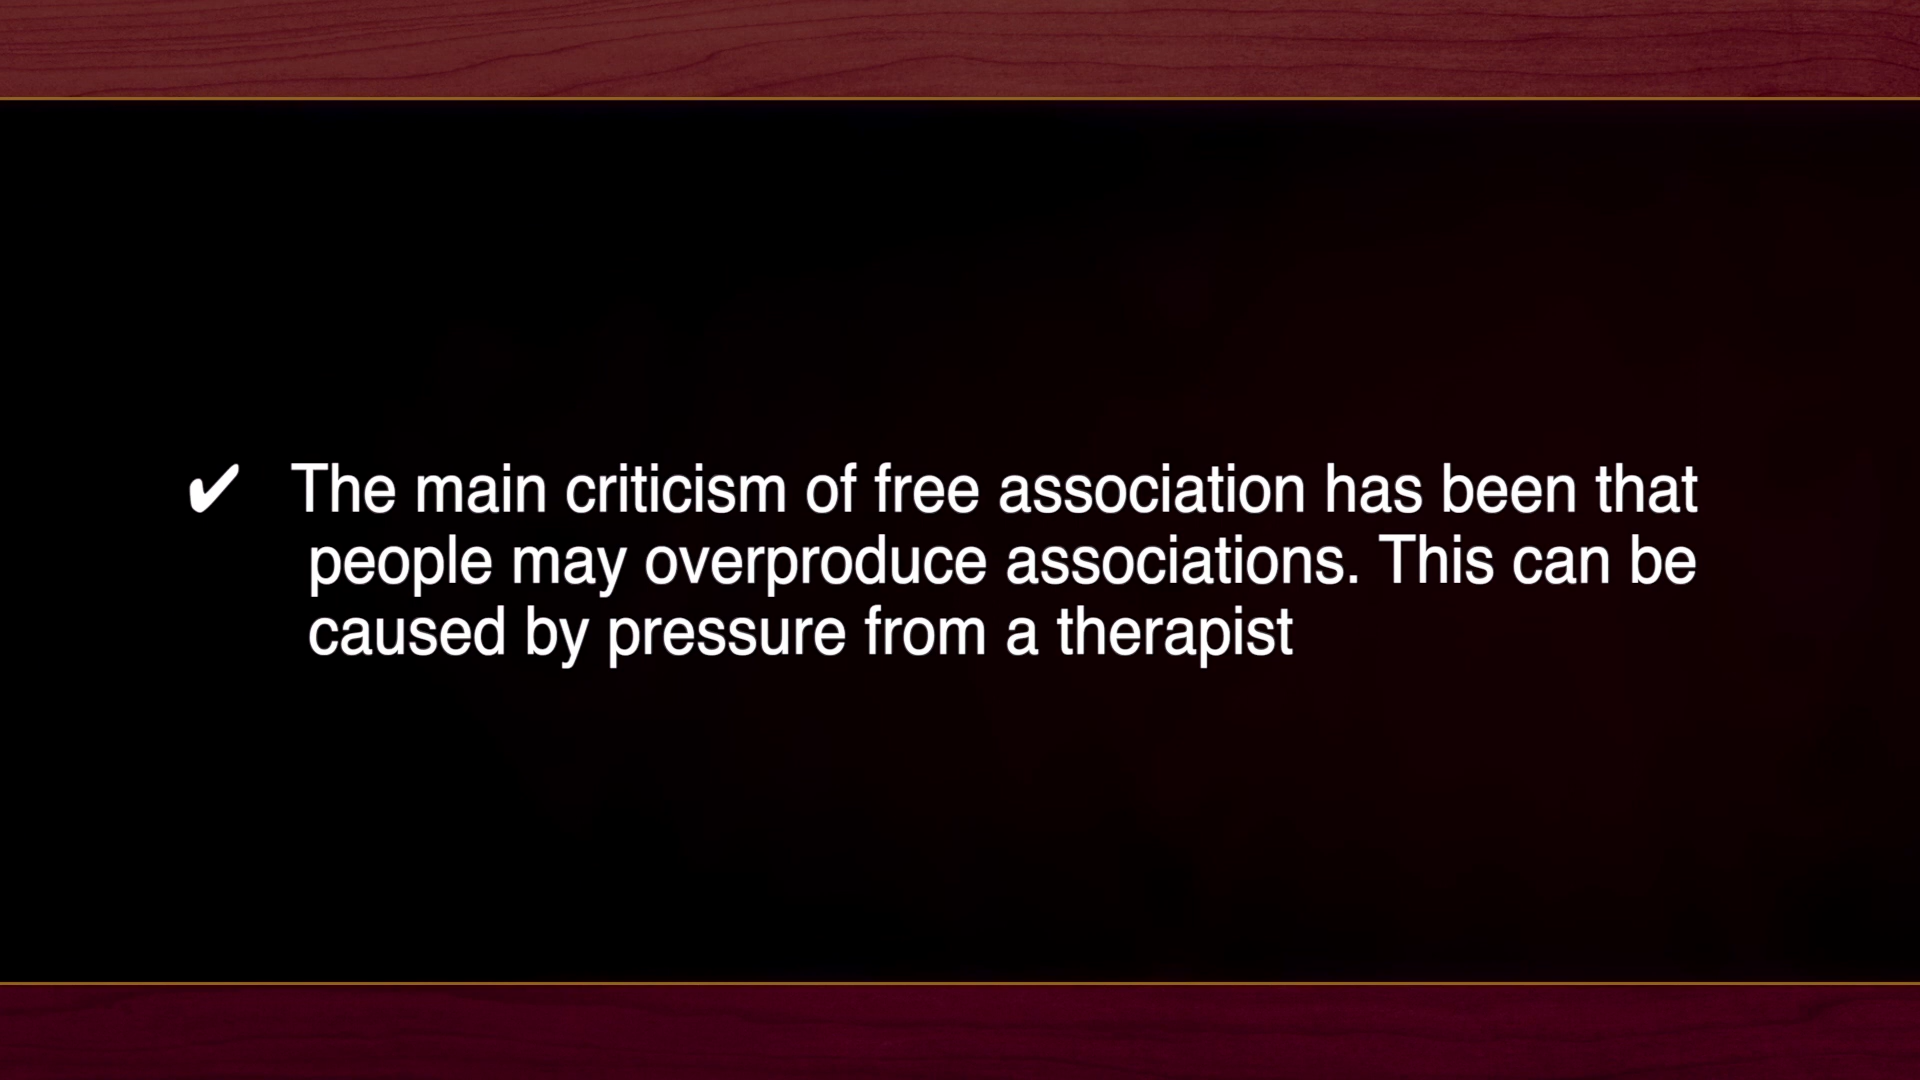 ✔ The main criticism of free association has been that
people may overproduce associations. This can be
caused by pressure from a therapist